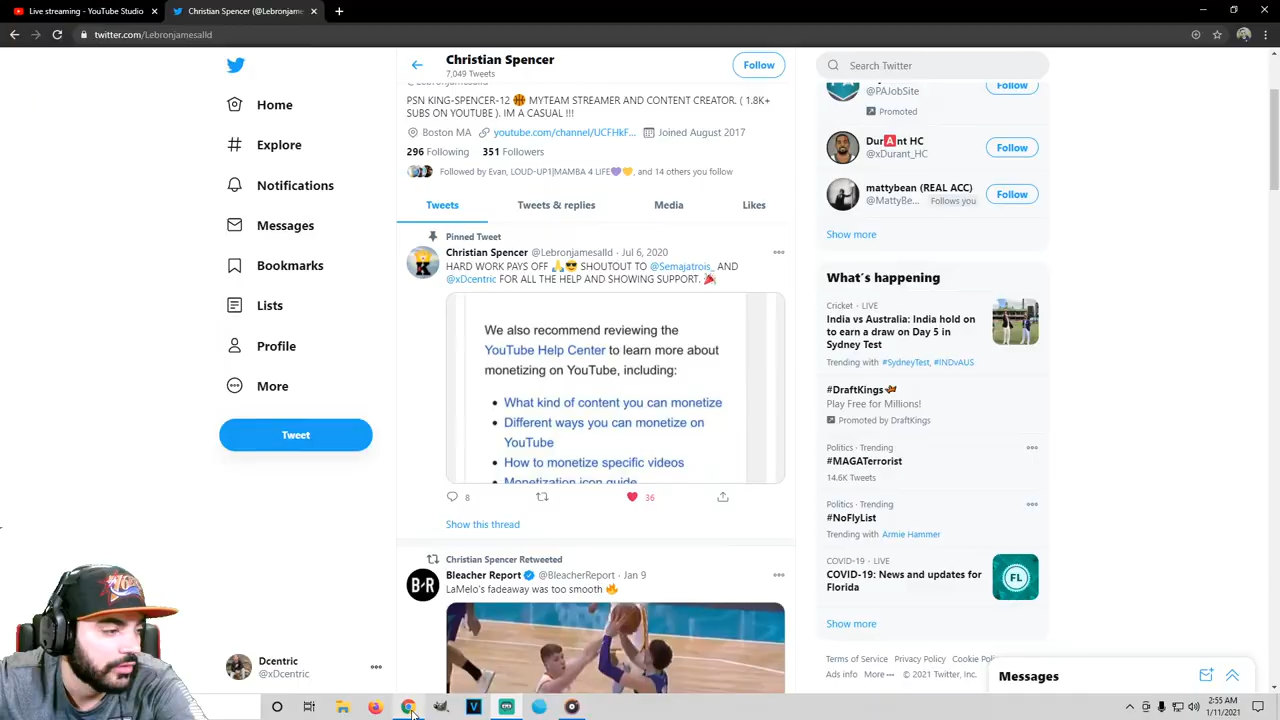 Live streaming - YouTube Studio
Christian Spencer (@Lebronjam
twitter.com/Lebronjamesalld
Home
Explore
Notifications
Messages
Bookmarks
Lists
Profile
More
Tweet
Dcentric
@xDcentric
Christian Spencer
7,049 Tweets
Follow
@Lebronjamesalld
PSN KING-SPENCER-12 🏀 MYTEAM STREAMER AND CONTENT CREATOR. ( 1.8K+
SUBS ON YOUTUBE ). IM A CASUAL !!!
Boston MA youtube.com/channel/UCFHkF... Joined August 2017
296 Following 351 Followers
Followed by Evan, LOUD-UP1|MAMBA 4 LIFE💜💛, and 14 others you follow
Tweets Tweets & replies Media Likes
Pinned Tweet
Christian Spencer @Lebronjamesalld · Jul 6, 2020
HARD WORK PAYS OFF 🙏😎 SHOUTOUT TO @Semajatrois_ AND
@xDcentric FOR ALL THE HELP AND SHOWING SUPPORT. 🎉
We also recommend reviewing the
YouTube Help Center to learn more about
monetizing on YouTube, including:
• What kind of content you can monetize
• Different ways you can monetize on
YouTube
• How to monetize specific videos
• Monetization icon guide
8 36
Show this thread
Christian Spencer Retweeted
Bleacher Report @BleacherReport · Jan 9
LaMelo's fadeaway was too smooth 🔥
B/R
Search Twitter
@PAJobSite
Follow
Promoted
Dur🅰nt HC
@xDurant_HC
Follow
mattybean (REAL ACC)
@MattyBe... Follows you
Follow
Show more
What's happening
Cricket · LIVE
India vs Australia: India hold on
to earn a draw on Day 5 in
Sydney Test
Trending with #SydneyTest, #INDvAUS
#DraftKings
Play Free for Millions!
Promoted by DraftKings
Politics · Trending
#MAGATerrorist
14.6K Tweets
Politics · Trending
#NoFlyList
Trending with Armie Hammer
COVID-19 · LIVE
COVID-19: News and updates for
Florida
FL
Show more
Terms of Service Privacy Policy Cookie Poli
Ads info More ··· © 2021 Twitter, Inc.
Messages
2:55 AM
1/11/2021